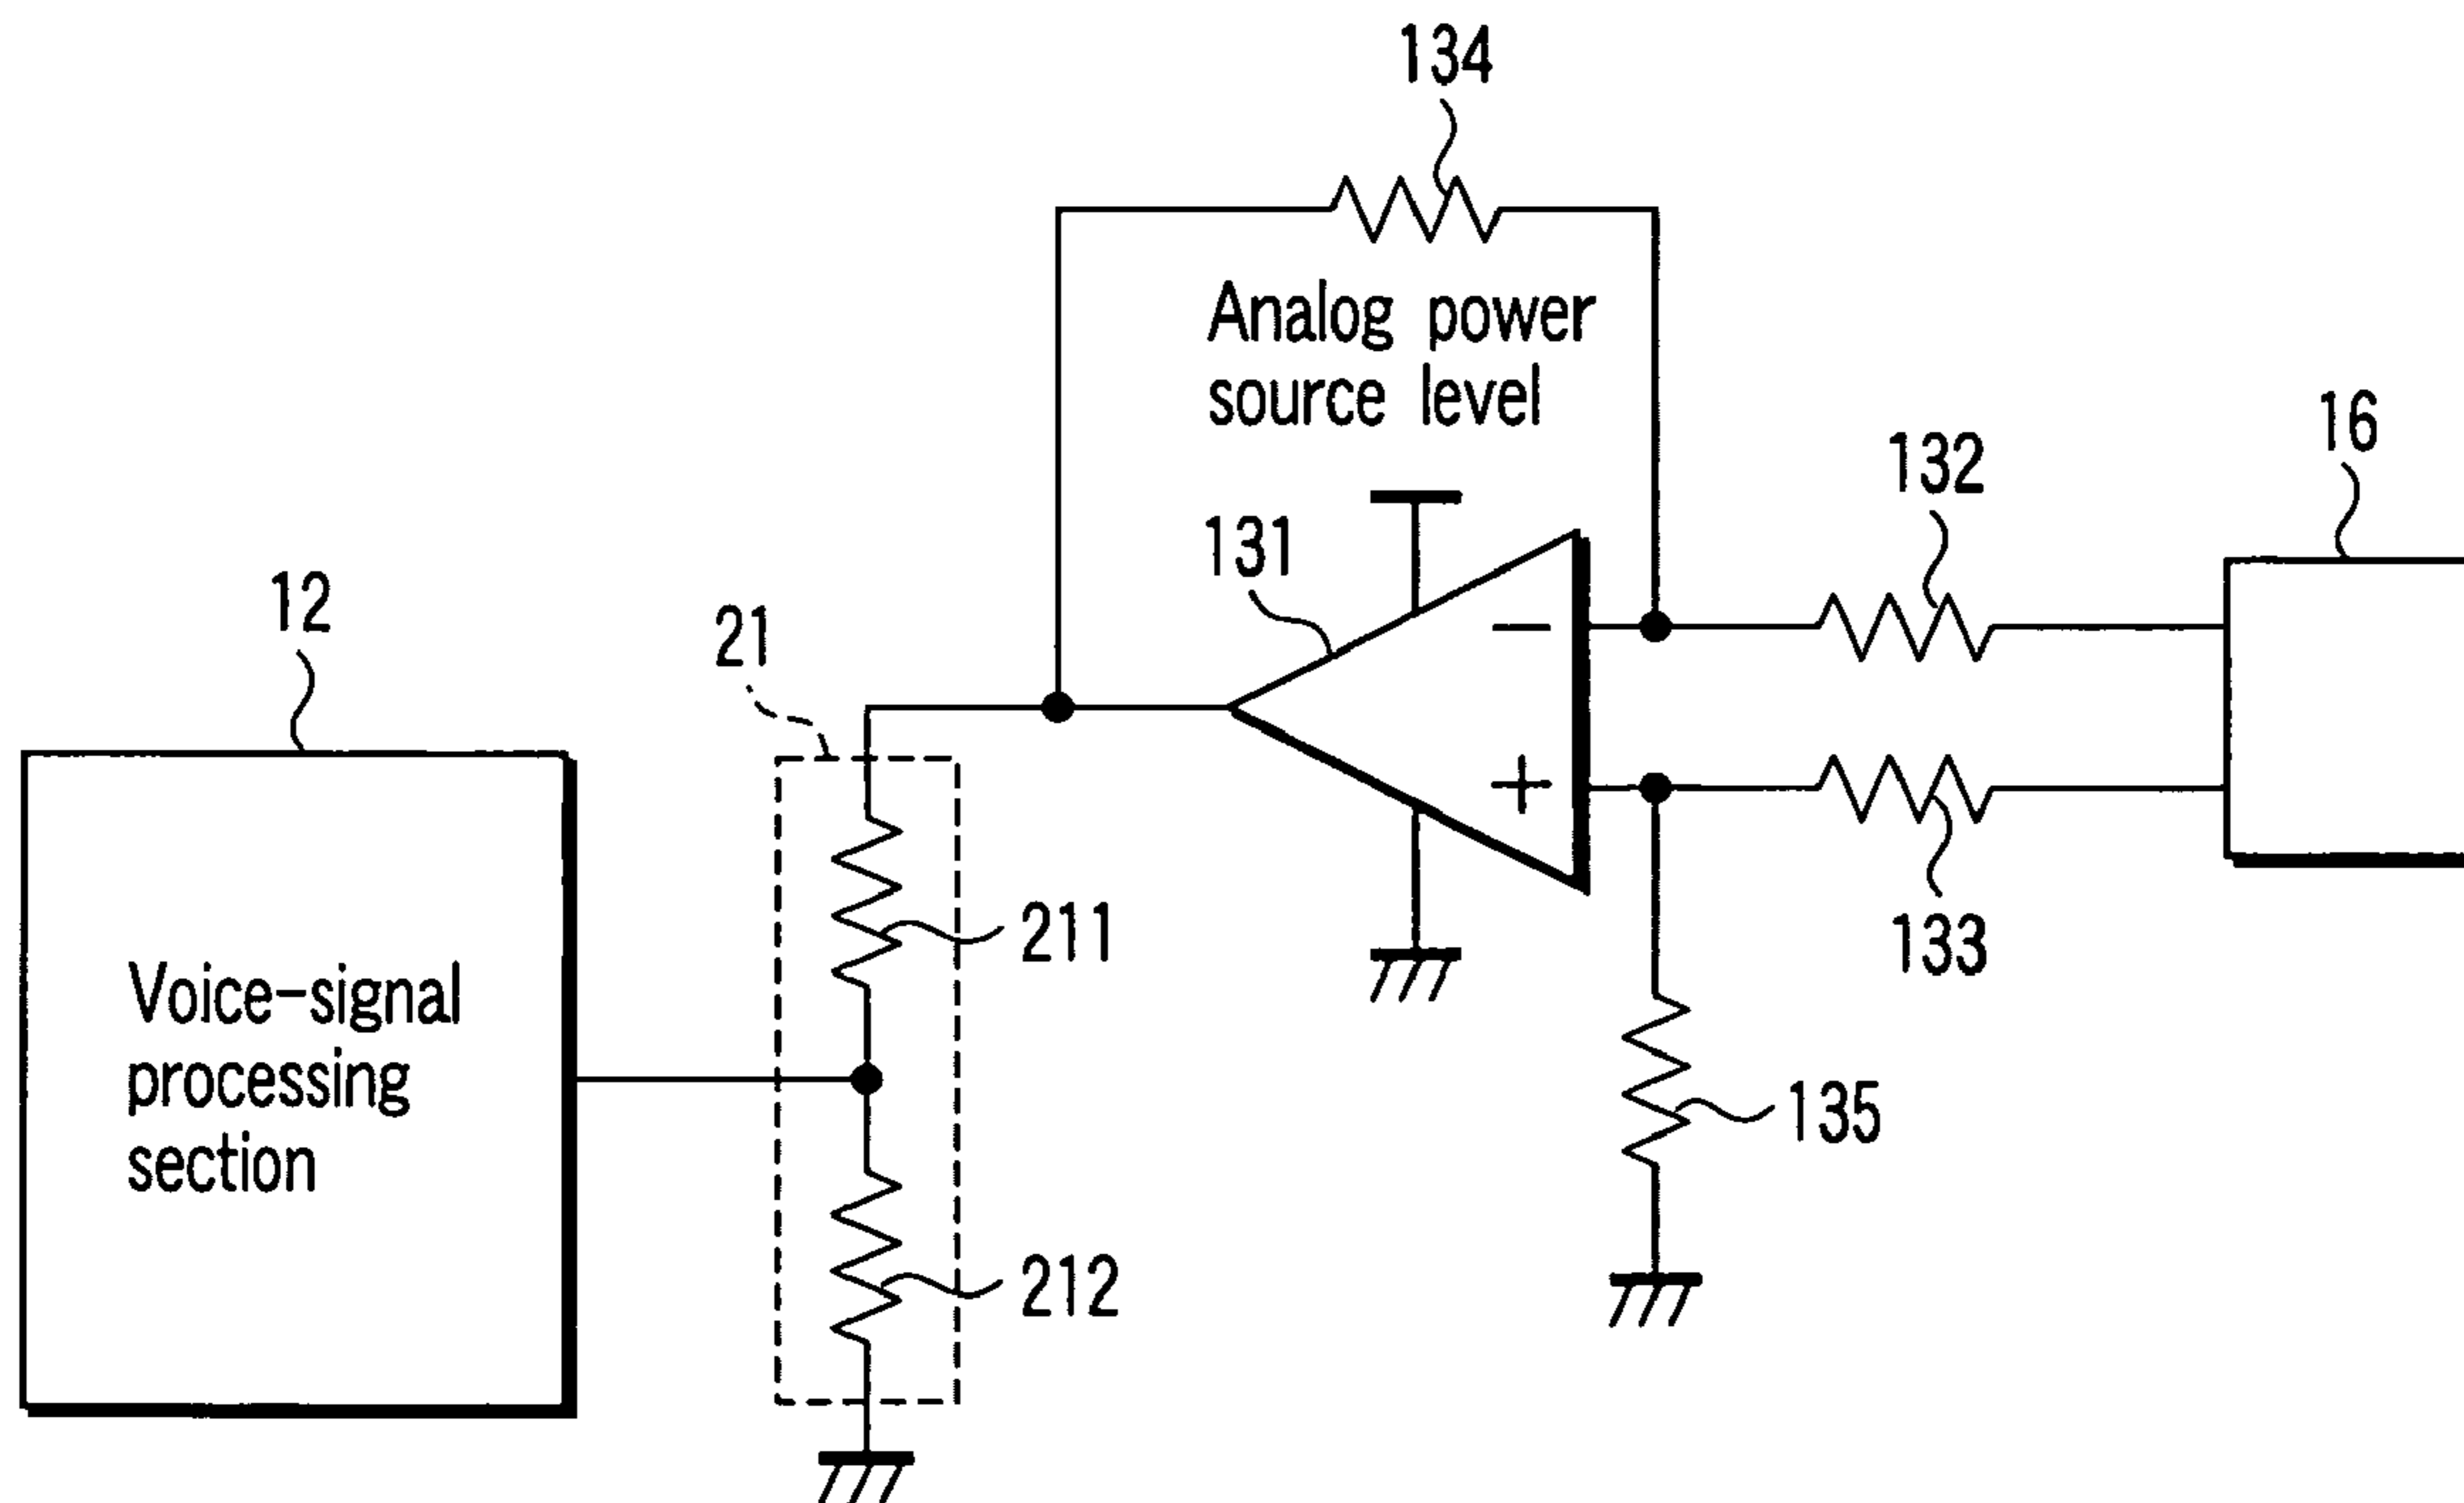 134
Analog power
source level
16
132
131
12
21
211
133
Voice-signal
processing
section
135
212
−
+